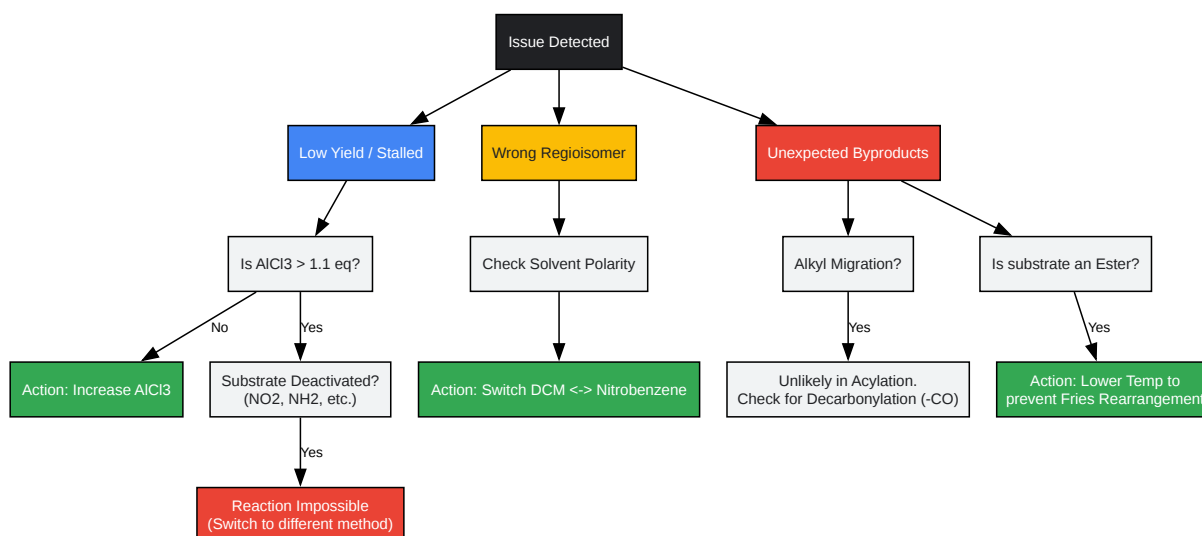 Issue Detected
Low Yield / Stalled
Wrong Regioisomer
Unexpected Byproducts
Is AlCl3 > 1.1 eq?
Check Solvent Polarity
Alkyl Migration?
Is substrate an Ester?
No
Yes
Yes
Yes
Action: Increase AlCl3
Substrate Deactivated?
(NO2, NH2, etc.)
Action: Switch DCM <-> Nitrobenzene
Unlikely in Acylation.
Check for Decarbonylation (-CO)
Action: Lower Temp to
prevent Fries Rearrangement
Yes
Reaction Impossible
(Switch to different method)